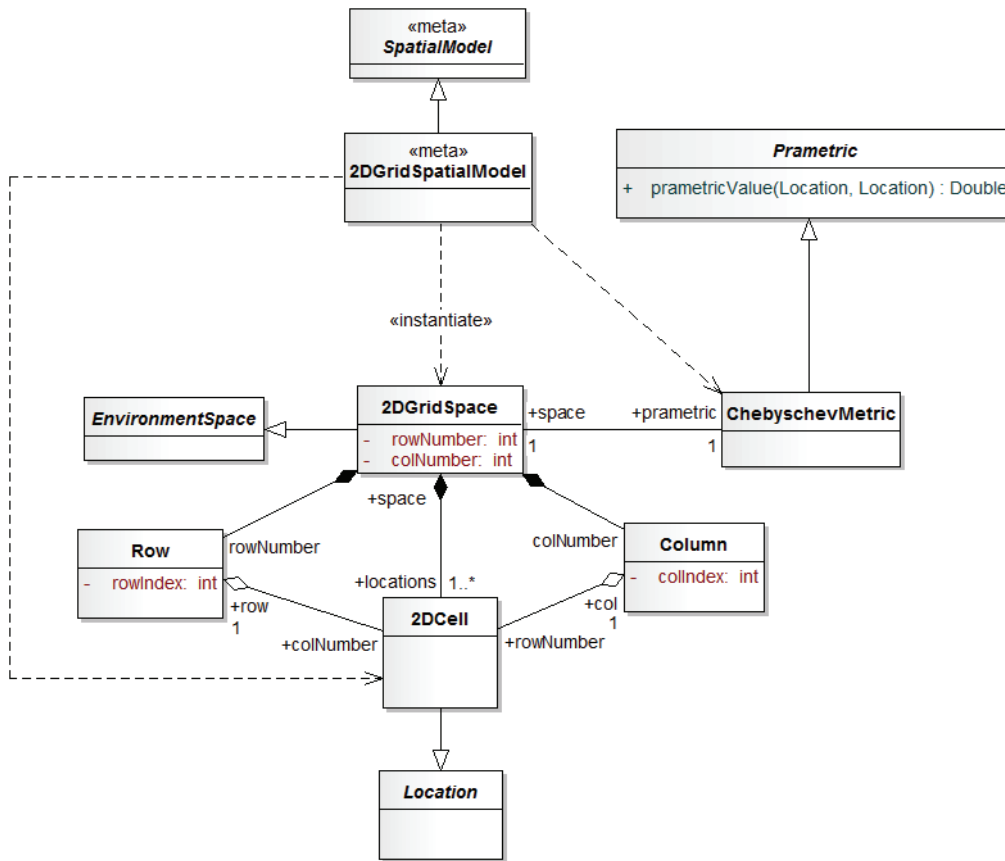 «meta»
SpatialModel
«meta»
2DGridSpatialModel
Prametric
+ prametricValue(Location, Location) : Double
«instantiate»
EnvironmentSpace
2DGridSpace
- rowNumber: int
- colNumber: int
+space
1
+prametric
1
ChebyschevMetric
+space
Row
- rowIndex: int
rowNumber
colNumber
Column
- colIndex: int
+row
1
+locations
1..*
+col
1
2DCell
+colNumber
+rowNumber
Location